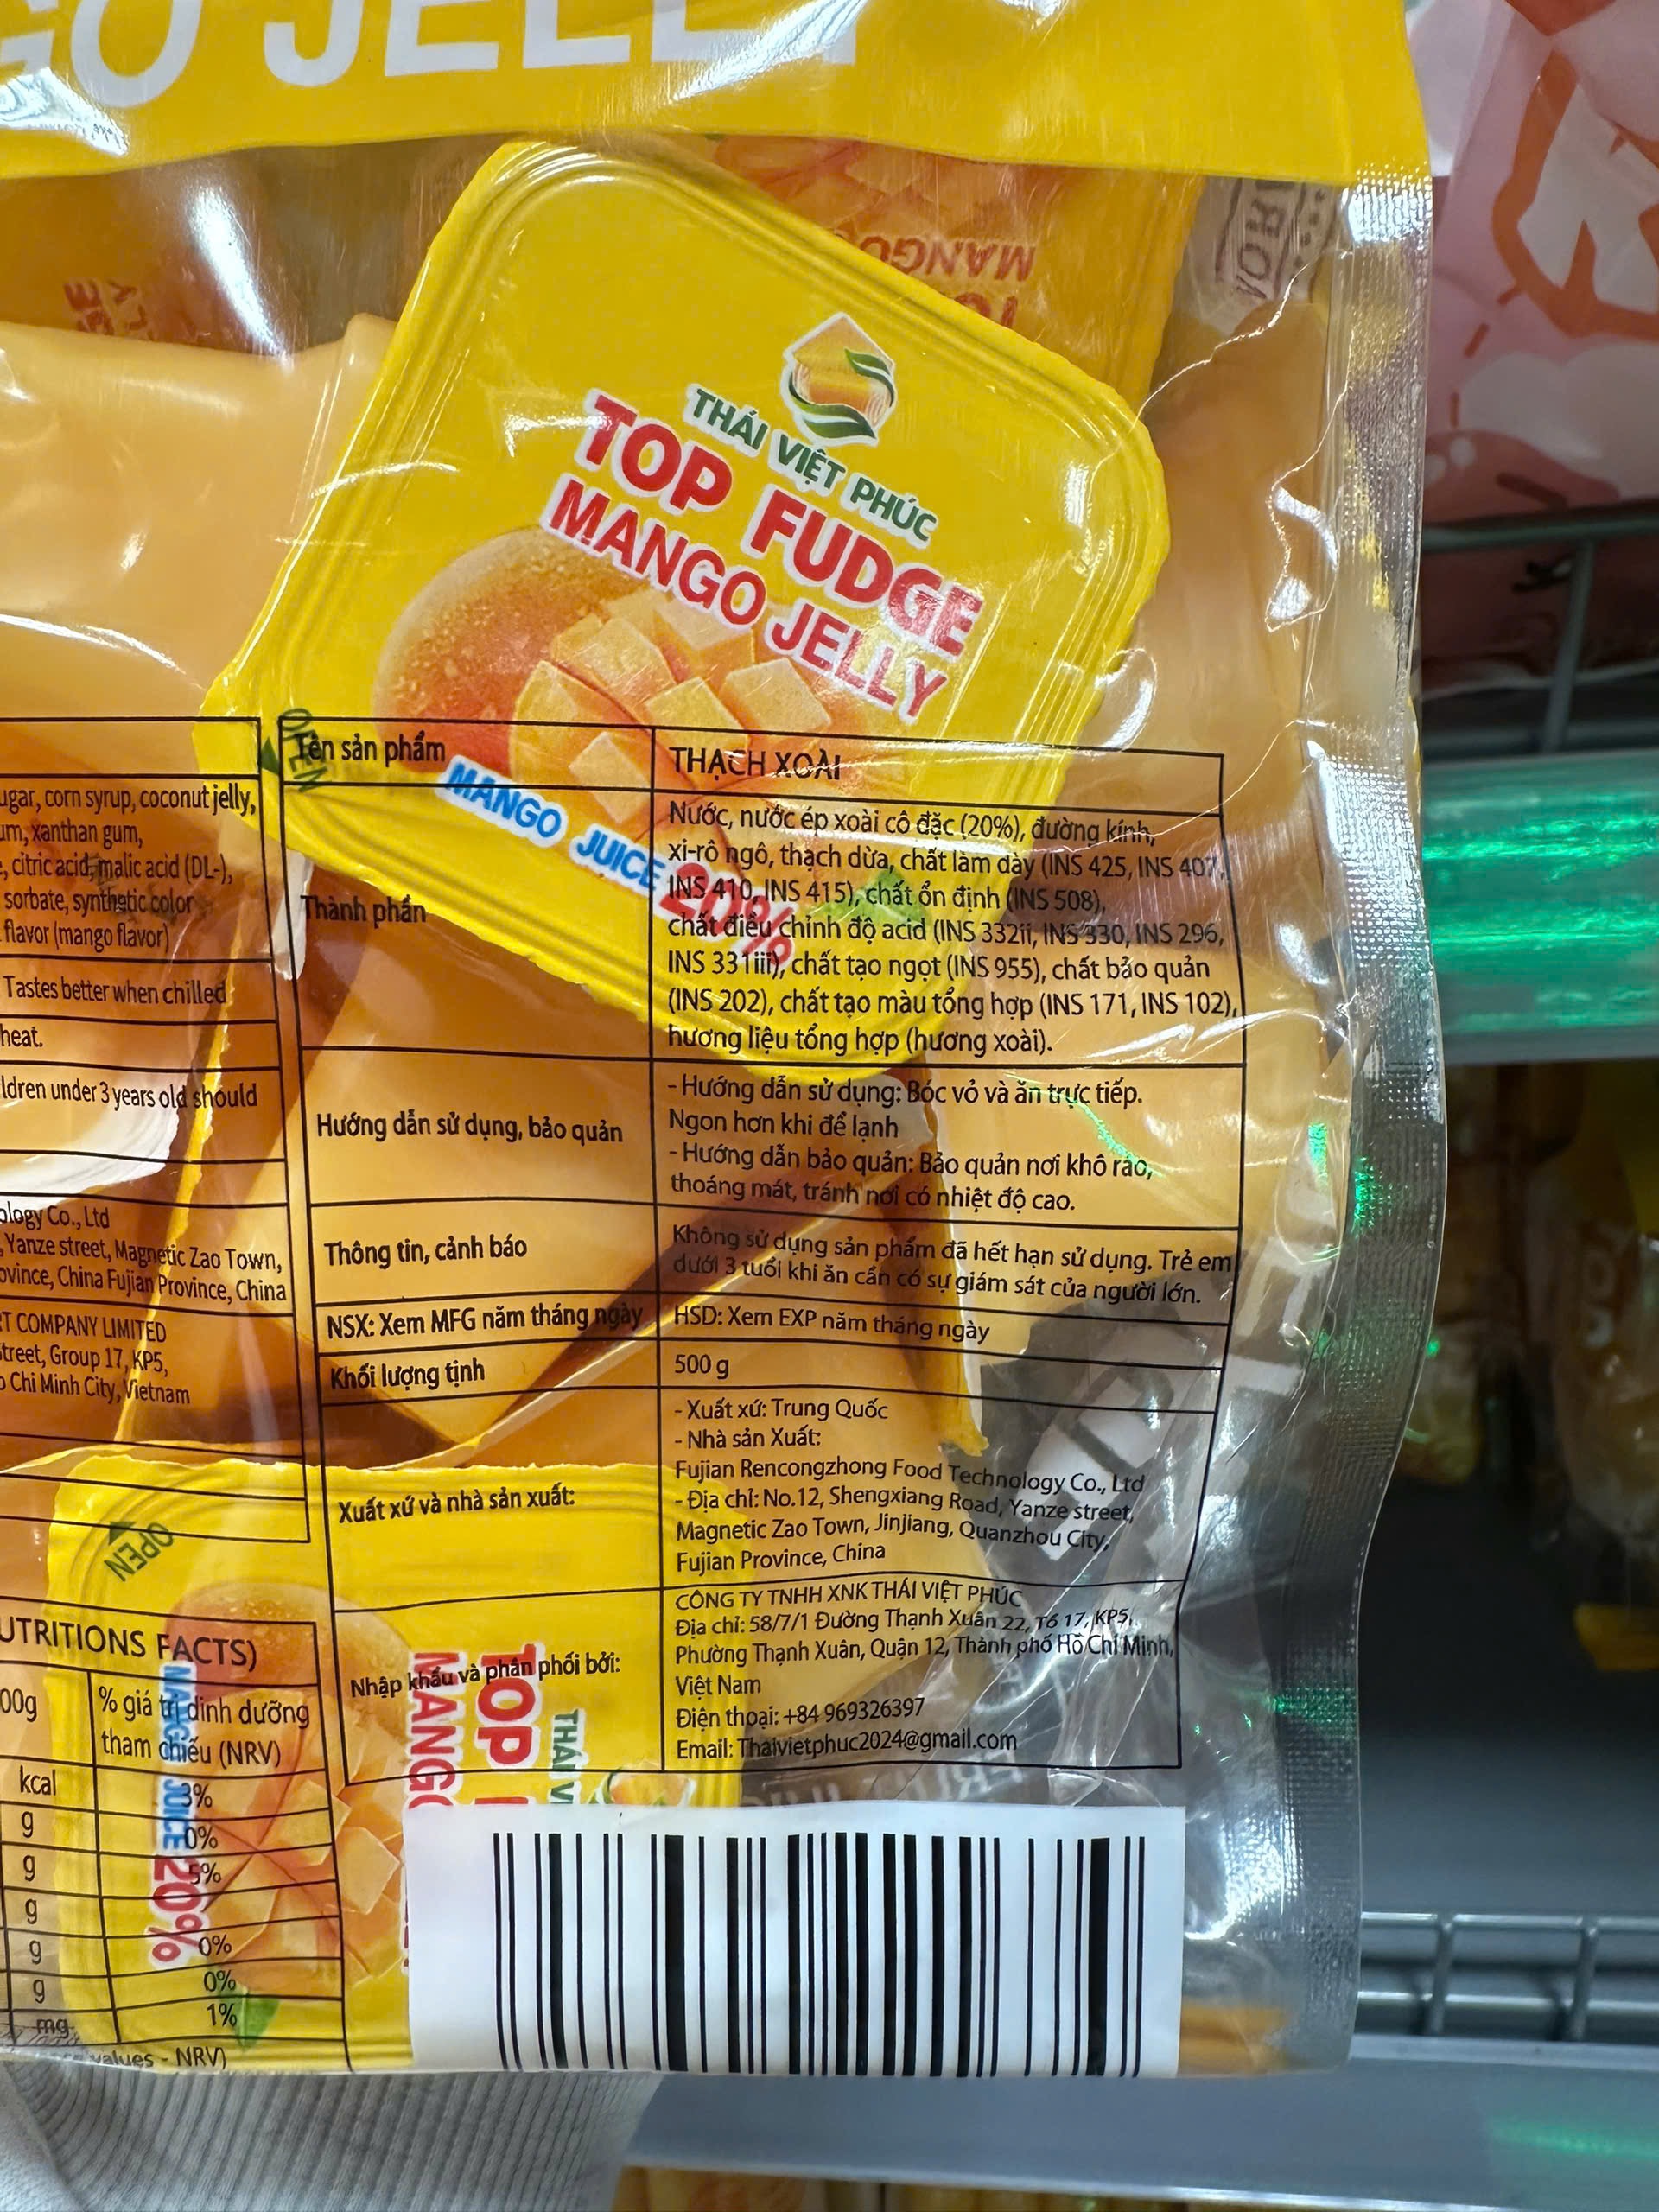 GO JELLY
THÁI VIỆT PHÚC
TOP FUDGE
MANGO JELLY
MANGO JUICE 20%
OPEN
ugar, corn syrup, coconut jelly,
um, xanthan gum,
e, citric acid, malic acid (DL-),
sorbate, synthetic color
flavor (mango flavor)
Tastes better when chilled
heat.
ldren under 3 years old should
ology Co., Ltd
Yanze street, Magnetic Zao Town,
ovince, China Fujian Province, China
RT COMPANY LIMITED
Street, Group 17, KP5,
o Chi Minh City, Vietnam
Tên sản phẩm
THẠCH XOÀI
Thành phần
Nước, nước ép xoài cô đặc (20%), đường kính,
xi-rô ngô, thạch dừa, chất làm dày (INS 425, INS 407,
INS 410, INS 415), chất ổn định (INS 508),
chất điều chỉnh độ acid (INS 332ii, INS 330, INS 296,
INS 331iii), chất tạo ngọt (INS 955), chất bảo quản
(INS 202), chất tạo màu tổng hợp (INS 171, INS 102),
hương liệu tổng hợp (hương xoài).
Hướng dẫn sử dụng, bảo quản
- Hướng dẫn sử dụng: Bóc vỏ và ăn trực tiếp.
Ngon hơn khi để lạnh
- Hướng dẫn bảo quản: Bảo quản nơi khô ráo,
thoáng mát, tránh nơi có nhiệt độ cao.
Thông tin, cảnh báo
Không sử dụng sản phẩm đã hết hạn sử dụng. Trẻ em
dưới 3 tuổi khi ăn cần có sự giám sát của người lớn.
NSX: Xem MFG năm tháng ngày
HSD: Xem EXP năm tháng ngày
Khối lượng tịnh
500 g
Xuất xứ và nhà sản xuất:
- Xuất xứ: Trung Quốc
- Nhà sản Xuất:
Fujian Rencongzhong Food Technology Co., Ltd
- Địa chỉ: No.12, Shengxiang Road, Yanze street,
Magnetic Zao Town, Jinjiang, Quanzhou City,
Fujian Province, China
Nhập khẩu và phân phối bởi:
CÔNG TY TNHH XNK THÁI VIỆT PHÚC
Địa chỉ: 58/7/1 Đường Thạnh Xuân 22, Tổ 17, KP5,
Phường Thạnh Xuân, Quận 12, Thành phố Hồ Chí Minh,
Việt Nam
Điện thoại: +84 969326397
Email: Thaivietphuc2024@gmail.com
OPEN
UTRITIONS FACTS)
00g
% giá trị dinh dưỡng
tham chiếu (NRV)
kcal
3%
g
0%
g
5%
g
g
0%
g
0%
mg
1%
values - NRV)
MANGO JUICE 20%
TOP
MANG
THÁI V